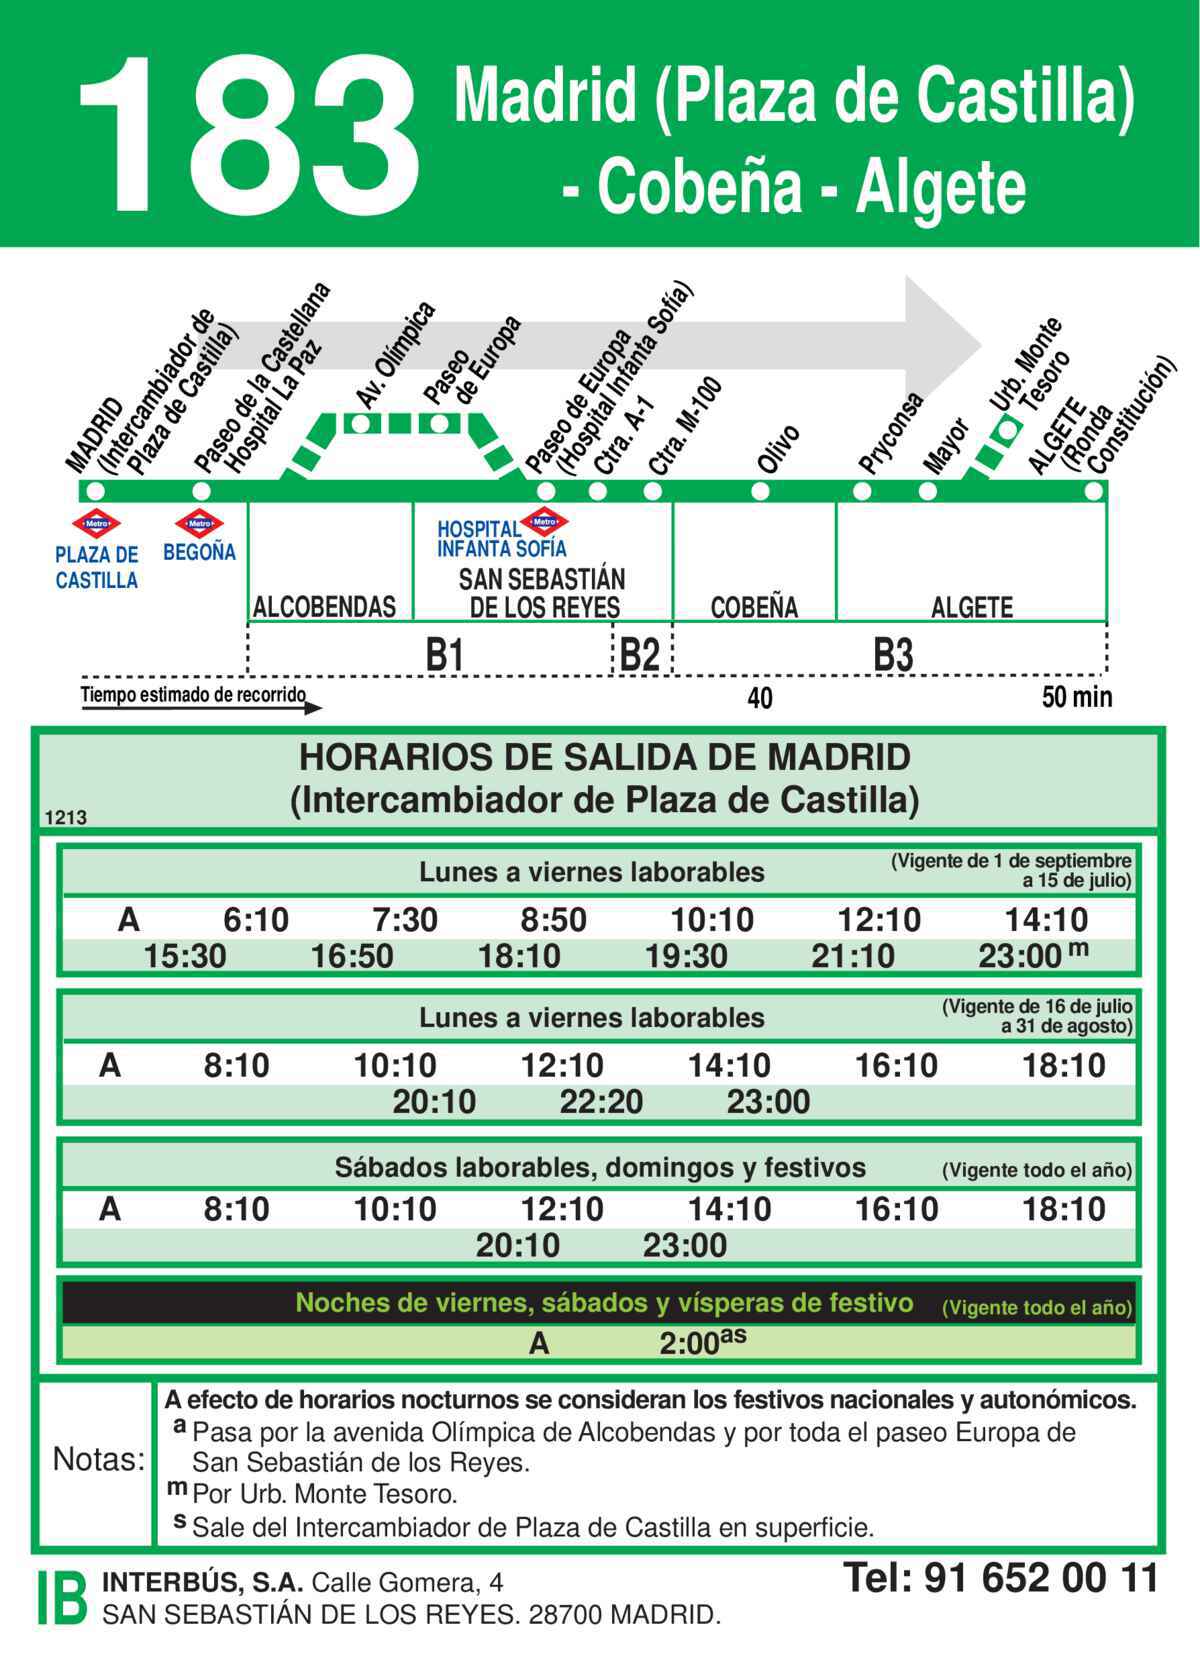 183
Madrid (Plaza de Castilla)
- Cobeña - Algete
MADRID
(Intercambiador de
Plaza de Castilla)
Paseo de la Castellana
Hospital La Paz
Av. Olímpica
Paseo
de Europa
Paseo de Europa
(Hospital Infanta Sofía)
Ctra. A-1
Ctra. M-100
Olivo
Pryconsa
Mayor
Urb. Monte
Tesoro
ALGETE
(Ronda
Constitución)
Metro
Metro
Metro
PLAZA DE
CASTILLA
BEGOÑA
HOSPITAL
INFANTA SOFÍA
ALCOBENDAS
SAN SEBASTIÁN
DE LOS REYES
COBEÑA
ALGETE
B1
B2
B3
Tiempo estimado de recorrido
40
50 min
HORARIOS DE SALIDA DE MADRID
(Intercambiador de Plaza de Castilla)
1213
Lunes a viernes laborables
(Vigente de 1 de septiembre
a 15 de julio)
A 6:10 7:30 8:50 10:10 12:10 14:10
15:30 16:50 18:10 19:30 21:10 23:00 m
Lunes a viernes laborables
(Vigente de 16 de julio
a 31 de agosto)
A 8:10 10:10 12:10 14:10 16:10 18:10
20:10 22:20 23:00
Sábados laborables, domingos y festivos (Vigente todo el año)
A 8:10 10:10 12:10 14:10 16:10 18:10
20:10 23:00
Noches de viernes, sábados y vísperas de festivo (Vigente todo el año)
A 2:00as
Notas:
A efecto de horarios nocturnos se consideran los festivos nacionales y autonómicos.
a Pasa por la avenida Olímpica de Alcobendas y por toda el paseo Europa de
San Sebastián de los Reyes.
m Por Urb. Monte Tesoro.
s Sale del Intercambiador de Plaza de Castilla en superficie.
IB
INTERBÚS, S.A. Calle Gomera, 4
SAN SEBASTIÁN DE LOS REYES. 28700 MADRID.
Tel: 91 652 00 11